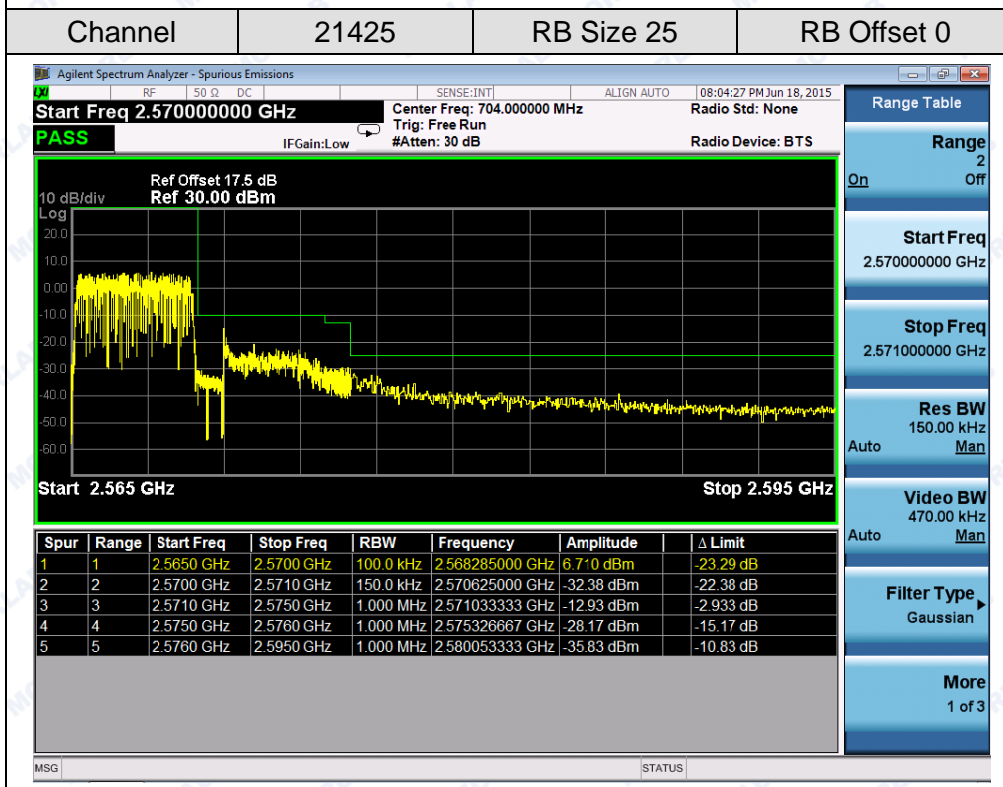 Channel 21425 RB Size 25 RB Offset 0
Agilent Spectrum Analyzer - Spurious Emissions
LXI RF 50 Ω DC SENSE:INT ALIGN AUTO 08:04:27 PM Jun 18, 2015
Start Freq 2.570000000 GHz Center Freq: 704.000000 MHz Radio Std: None
Trig: Free Run
PASS IFGain:Low #Atten: 30 dB Radio Device: BTS
Ref Offset 17.5 dB
10 dB/div Ref 30.00 dBm
Log
20.0
10.0
0.00
-10.0
-20.0
-30.0
-40.0
-50.0
-60.0
Start 2.565 GHz Stop 2.595 GHz
Spur Range Start Freq Stop Freq RBW Frequency Amplitude Δ Limit
1 1 2.5650 GHz 2.5700 GHz 100.0 kHz 2.568285000 GHz 6.710 dBm -23.29 dB
2 2 2.5700 GHz 2.5710 GHz 150.0 kHz 2.570625000 GHz -32.38 dBm -22.38 dB
3 3 2.5710 GHz 2.5750 GHz 1.000 MHz 2.571033333 GHz -12.93 dBm -2.933 dB
4 4 2.5750 GHz 2.5760 GHz 1.000 MHz 2.575326667 GHz -28.17 dBm -15.17 dB
5 5 2.5760 GHz 2.5950 GHz 1.000 MHz 2.580053333 GHz -35.83 dBm -10.83 dB
Range Table
Range
2
On Off
Start Freq
2.570000000 GHz
Stop Freq
2.571000000 GHz
Res BW
150.00 kHz
Auto Man
Video BW
470.00 kHz
Auto Man
Filter Type
Gaussian
More
1 of 3
MSG STATUS